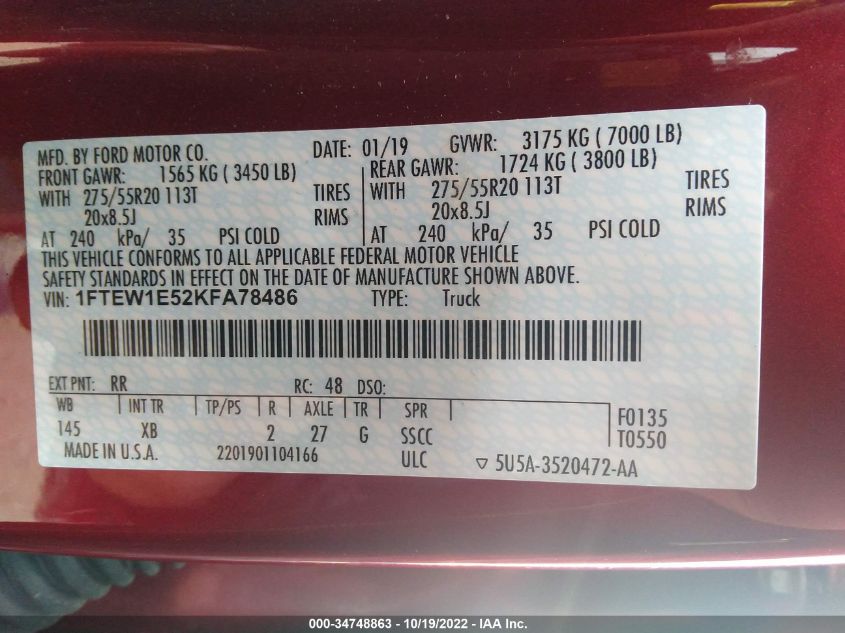 MFD. BY FORD MOTOR CO. DATE: 01/19 GVWR: 3175 KG ( 7000 LB)
FRONT GAWR: 1565 KG ( 3450 LB) REAR GAWR: 1724 KG ( 3800 LB)
WITH 275/55R20 113T TIRES WITH 275/55R20 113T TIRES
20x8.5J RIMS 20x8.5J RIMS
AT 240 kPa/ 35 PSI COLD AT 240 kPa/ 35 PSI COLD
THIS VEHICLE CONFORMS TO ALL APPLICABLE FEDERAL MOTOR VEHICLE
SAFETY STANDARDS IN EFFECT ON THE DATE OF MANUFACTURE SHOWN ABOVE.
VIN: 1FTEW1E52KFA78486 TYPE: Truck
EXT PNT: RR RC: 48 DSO:
WB INT TR TP/PS R AXLE TR SPR F0135
145 XB 2 27 G SSCC T0550
MADE IN U.S.A. 2201901104166 ULC ▽ 5U5A-3520472-AA
000-34748863 - 10/19/2022 - IAA Inc.